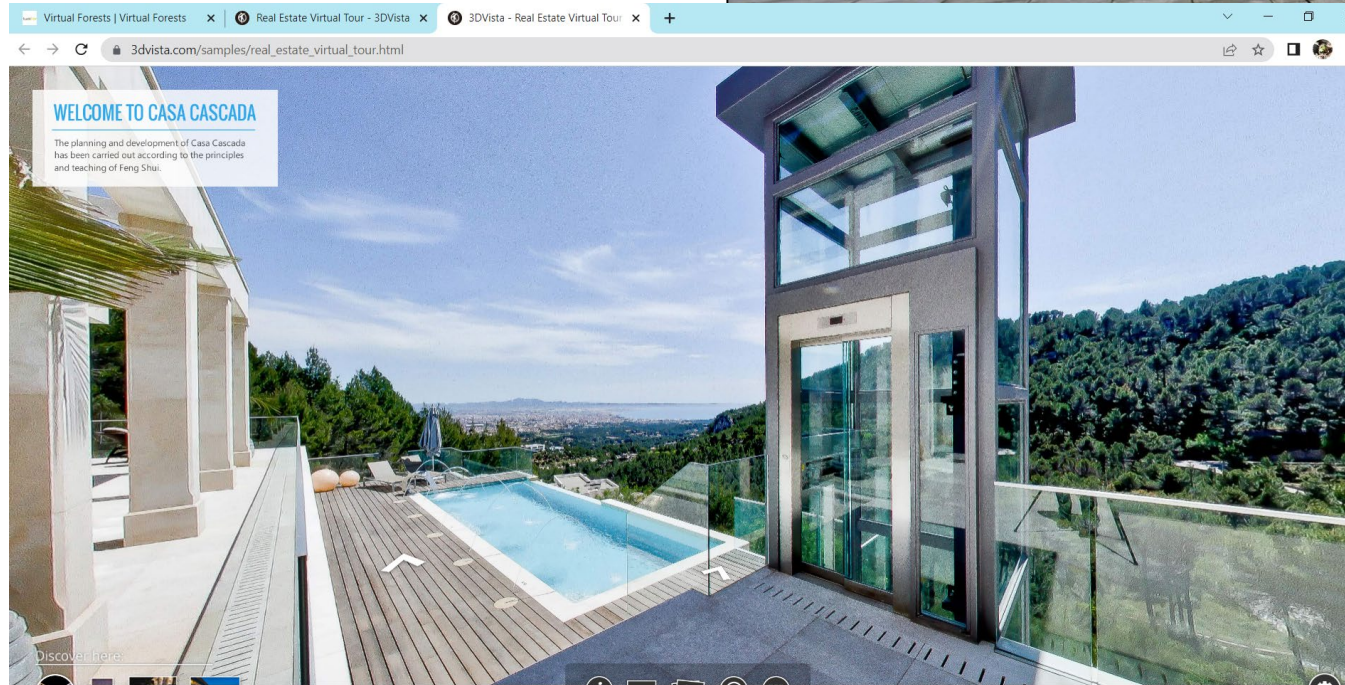 Virtual Forests | Virtual Forests
Real Estate Virtual Tour - 3DVista
3DVista - Real Estate Virtual Tour
3dvista.com/samples/real_estate_virtual_tour.html
WELCOME TO CASA CASCADA
The planning and development of Casa Cascada
has been carried out according to the principles
and teaching of Feng Shui.
Discover here